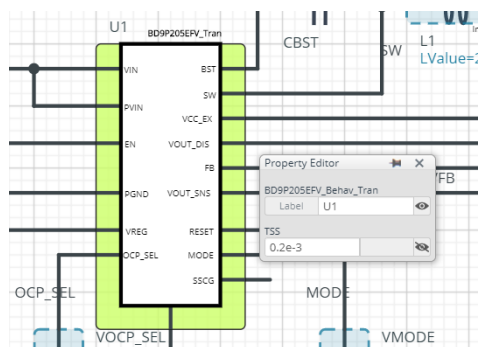 U1
BD9P205EFV_Tran
CBST
SW
L1
LValue=2
VIN
BST
SW
PVIN
VCC_EX
EN
VOUT_DIS
FB
Property Editor
/FB
BD9P205EFV_Behav_Tran
PGND
VOUT_SNS
Label
U1
TSS
VREG
RESET
0.2e-3
OCP_SEL
MODE
SSCG
OCP_SEL
MODE
VOCP_SEL
VMODE